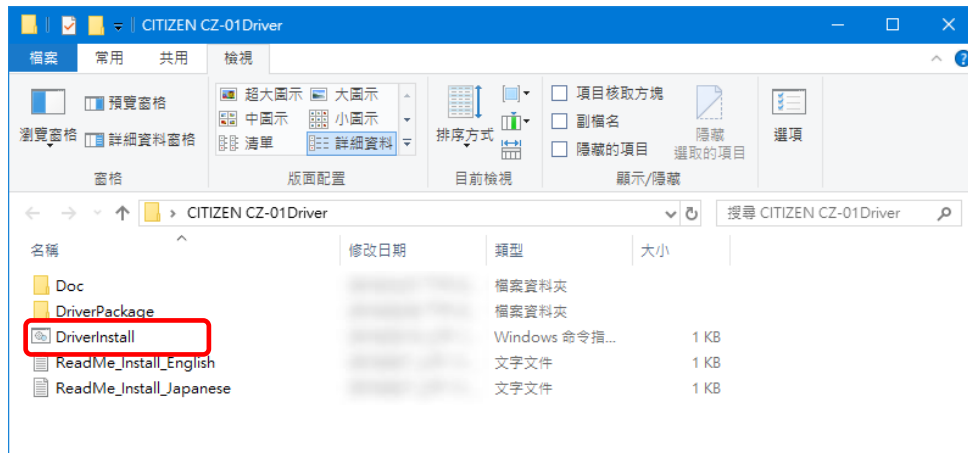 CITIZEN CZ-01Driver
檔案 常用 共用 檢視
瀏覽窗格 預覽窗格 詳細資料窗格
超大圖示 大圖示
中圖示 小圖示
清單 詳細資料
排序方式
項目核取方塊
副檔名
隱藏的項目
隱藏
選取的項目
選項
窗格 版面配置 目前檢視 顯示/隱藏
CITIZEN CZ-01Driver 搜尋 CITIZEN CZ-01Driver
名稱 修改日期 類型 大小
Doc 檔案資料夾
DriverPackage 檔案資料夾
DriverInstall Windows 命令指... 1 KB
ReadMe_Install_English 文字文件 1 KB
ReadMe_Install_Japanese 文字文件 1 KB